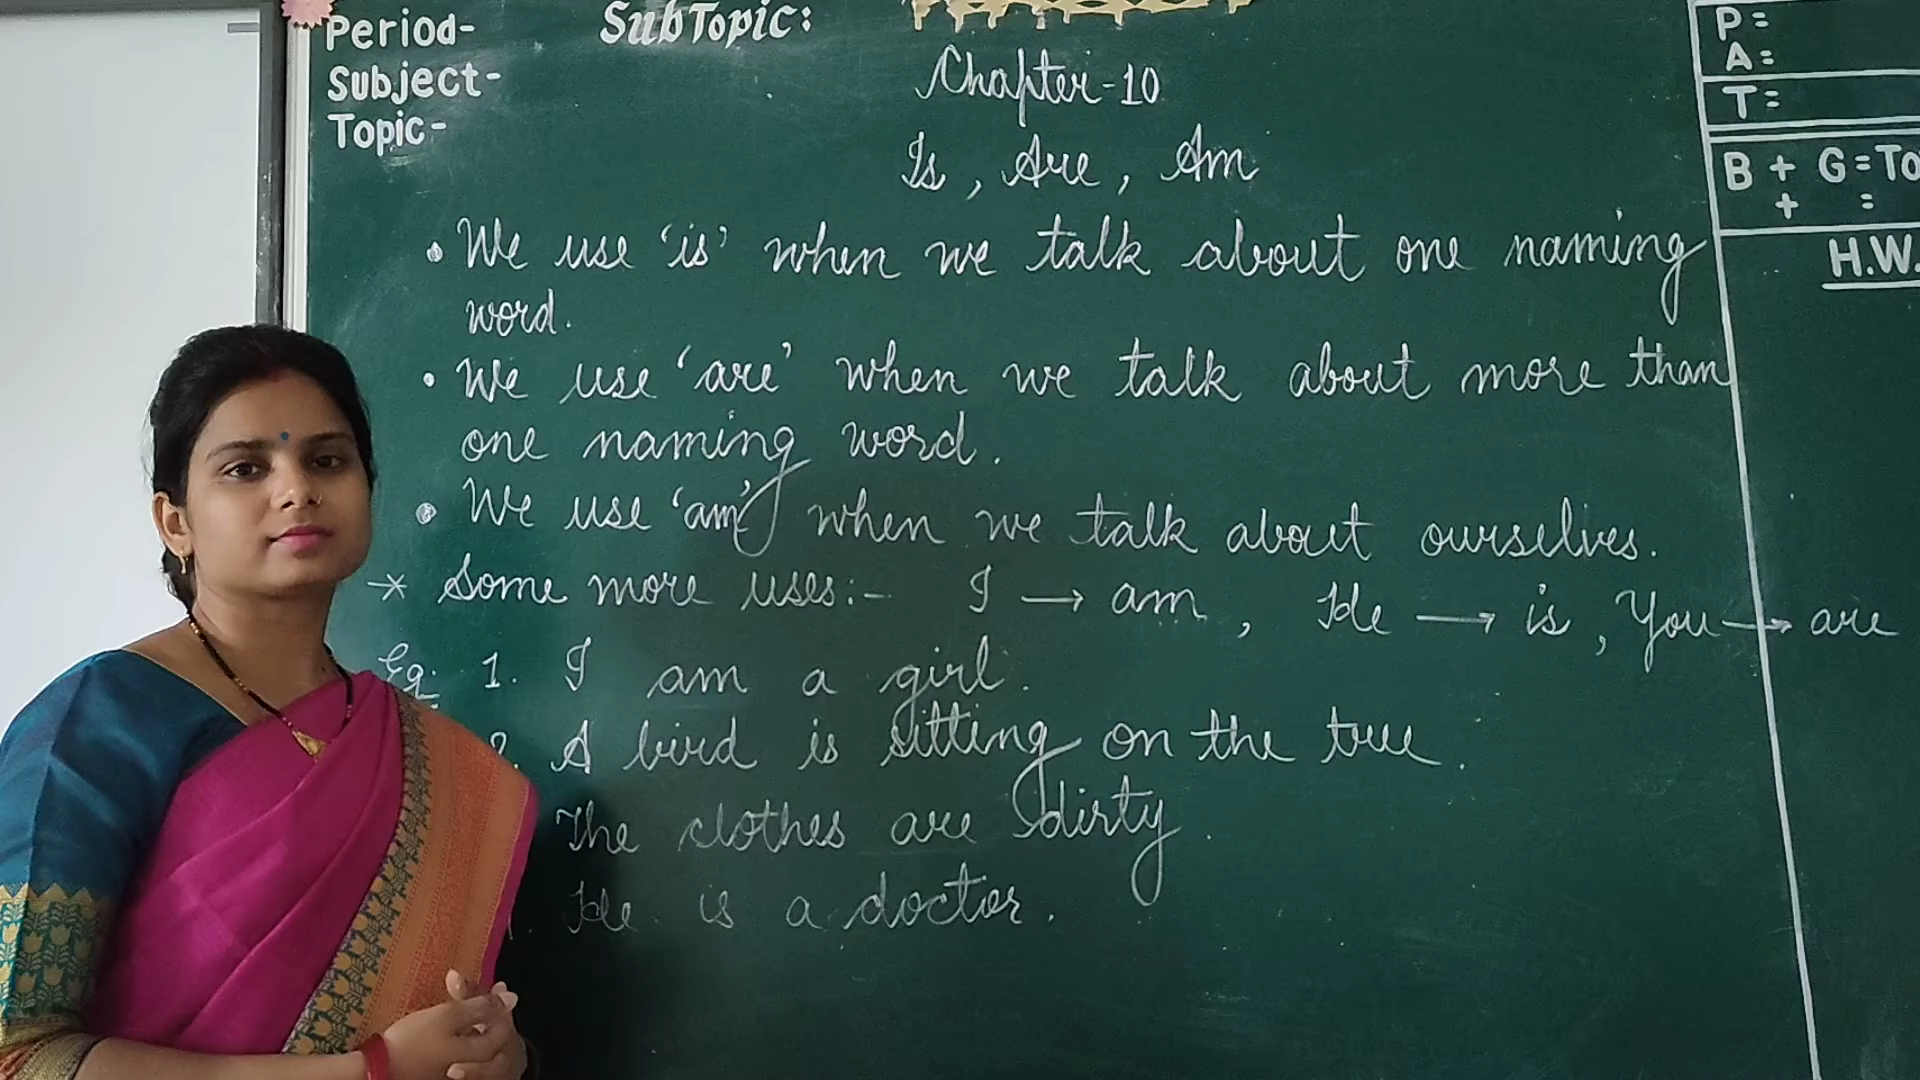 Period-
SubTopic:
Subject-
Topic-
Chapter-10
Is, Are, Am
• We use 'is' when we talk about one naming
word.
• We use 'are' when we talk about more than
one naming word.
• We use 'am' when we talk about ourselves.
* Some more uses:- I → am, He → is, You → are
Eg. 1. I am a girl.
2. A bird is sitting on the tree.
The clothes are dirty.
He is a doctor.
P=
A=
T=
B + G = To
+ =
H.W.